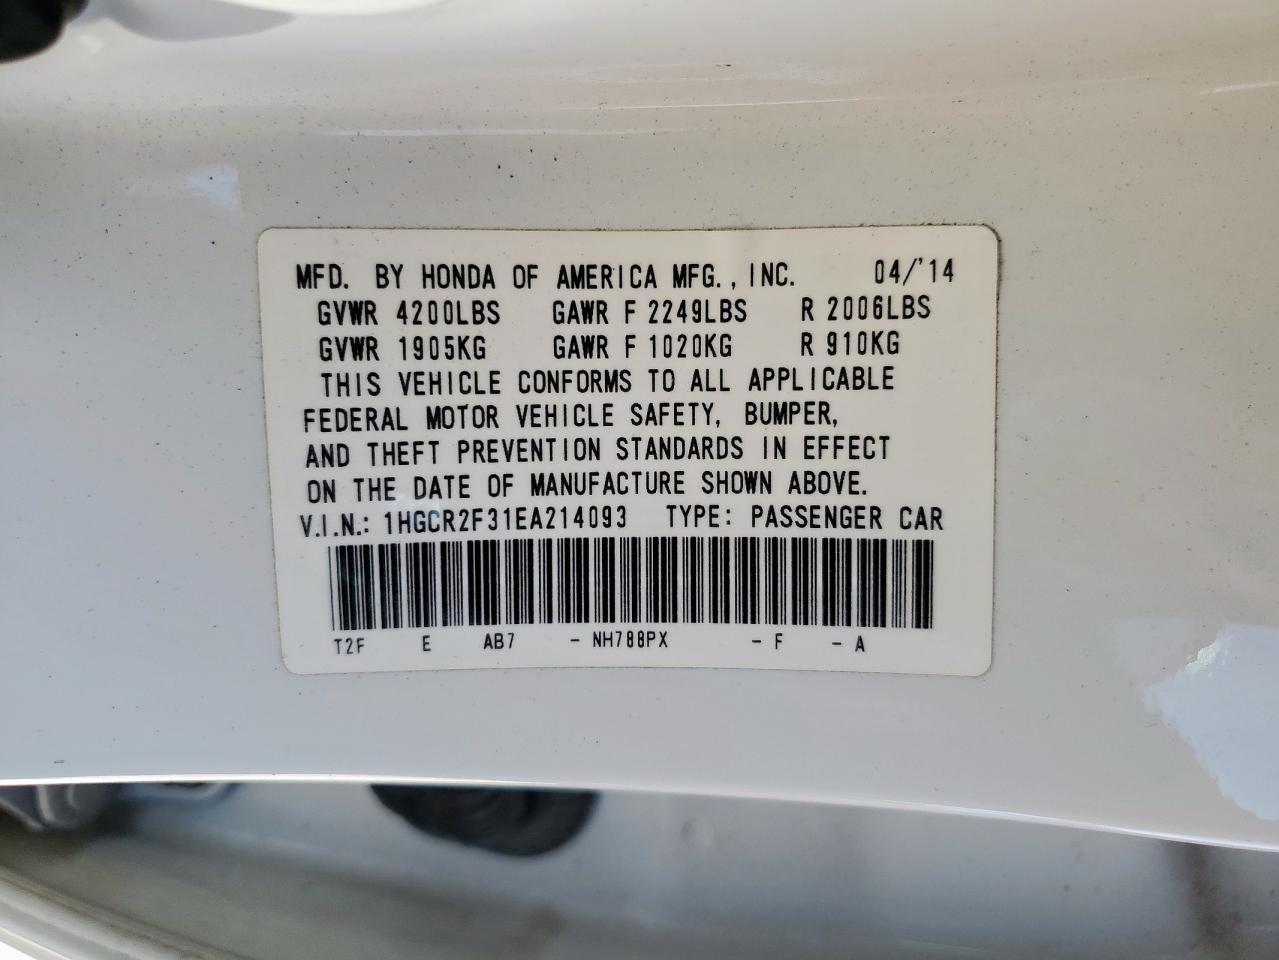 MFD. BY HONDA OF AMERICA MFG., INC. 04/'14
GVWR 4200LBS GAWR F 2249LBS R 2006LBS
GVWR 1905KG GAWR F 1020KG R 910KG
THIS VEHICLE CONFORMS TO ALL APPLICABLE
FEDERAL MOTOR VEHICLE SAFETY, BUMPER,
AND THEFT PREVENTION STANDARDS IN EFFECT
ON THE DATE OF MANUFACTURE SHOWN ABOVE.
V.I.N.: 1HGCR2F31EA214093 TYPE: PASSENGER CAR
T2F E AB7 - NH788PX - F - A